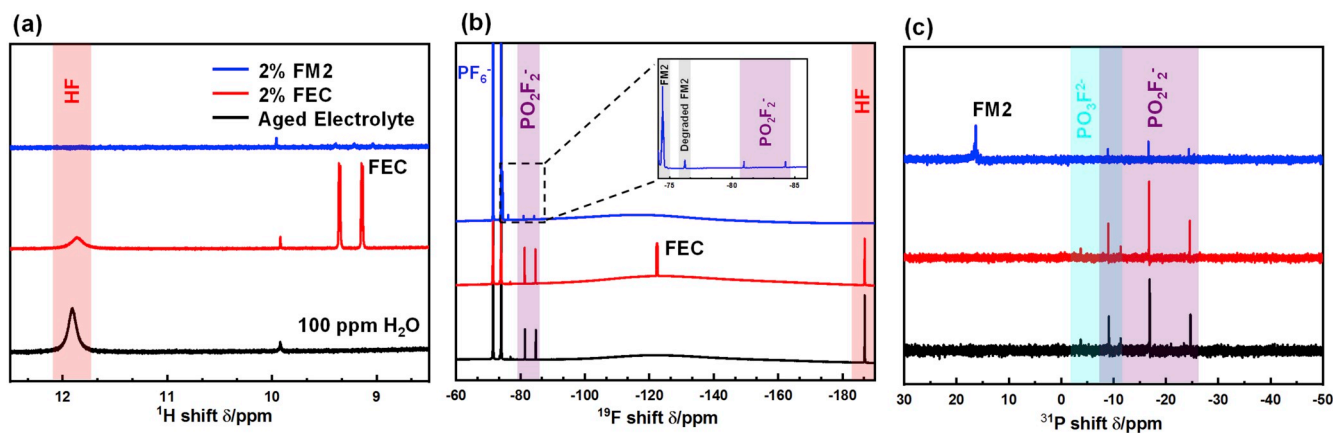 (a)
HF
2% FM2
2% FEC
Aged Electrolyte
FEC
100 ppm H₂O
12 11 10 9
¹H shift δ/ppm
(b)
PF₆⁻
PO₂F₂⁻
HF
FM2
Degraded FM2
PO₂F₂⁻
-75 -80 -85
FEC
-60 -80 -100 -120 -140 -160 -180
¹⁹F shift δ/ppm
(c)
PO₃F²⁻
PO₂F₂⁻
FM2
30 20 10 0 -10 -20 -30 -40 -50
³¹P shift δ/ppm